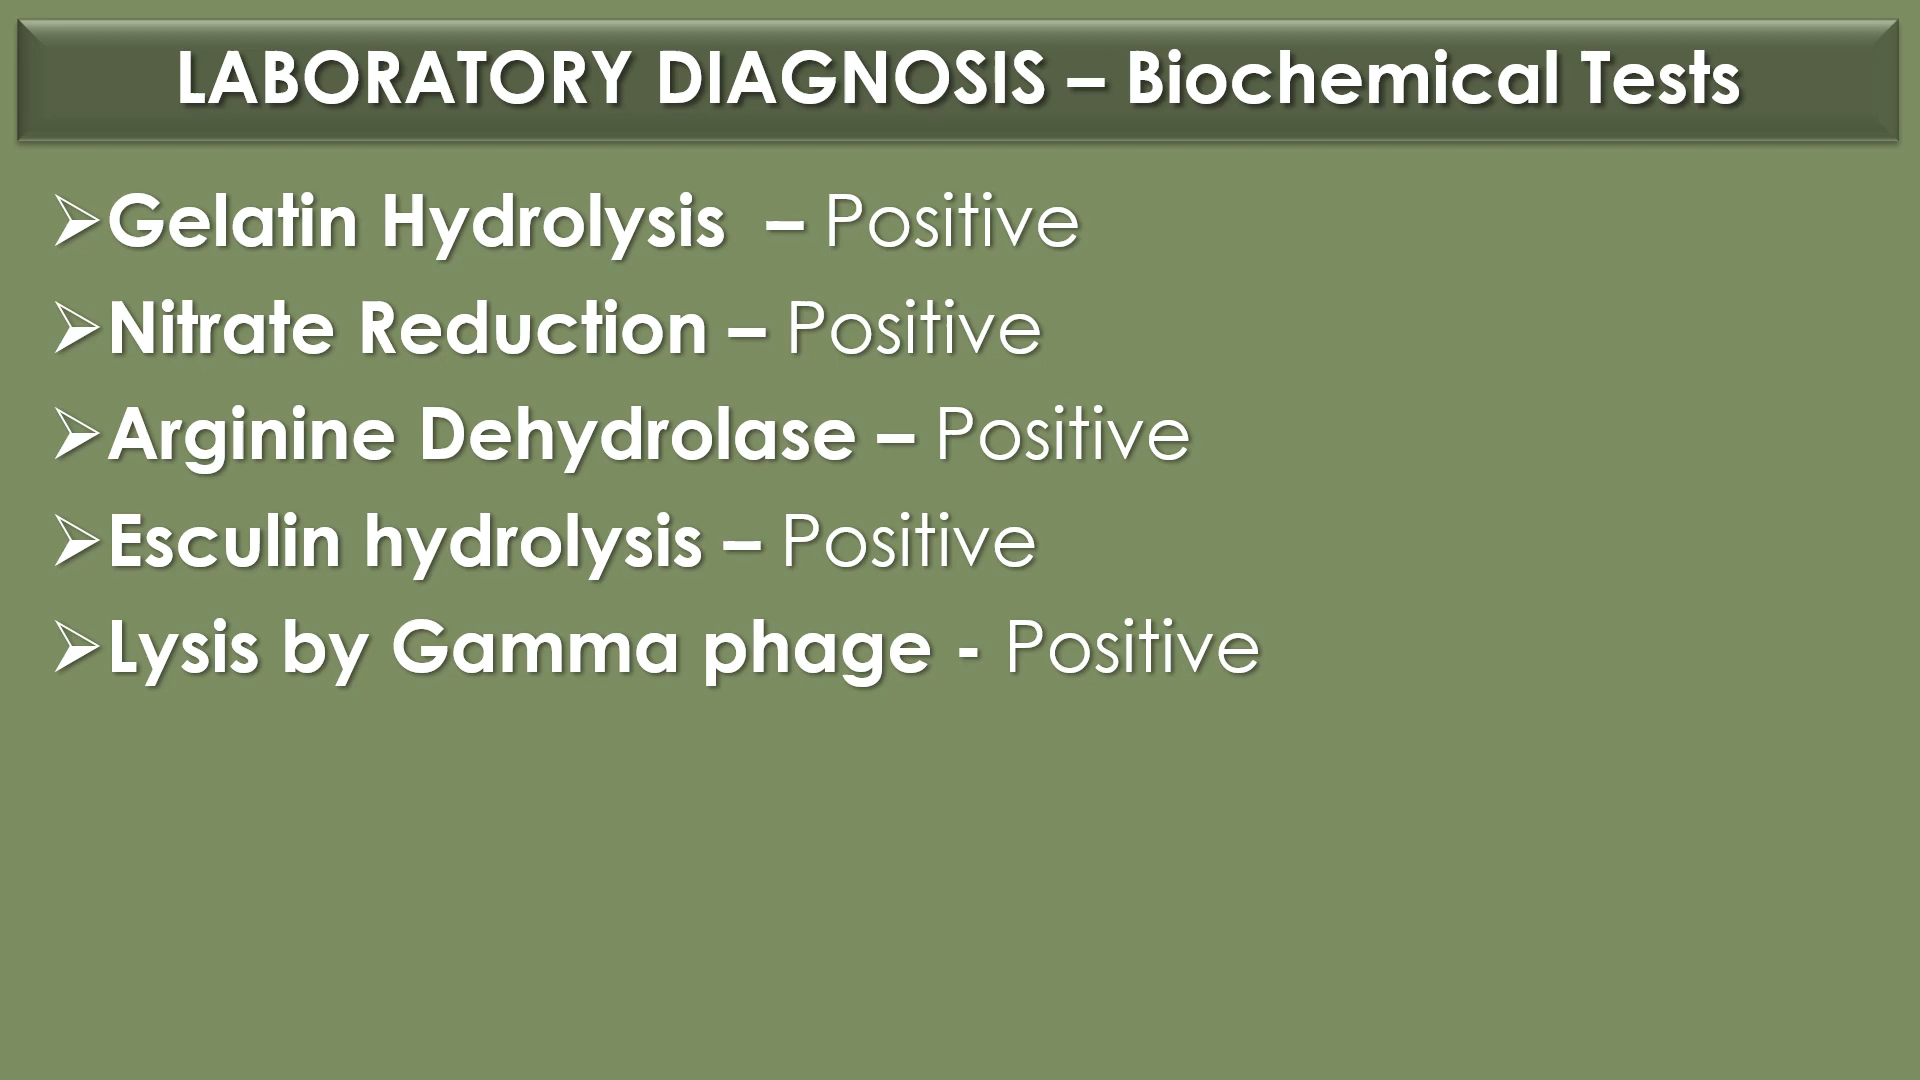 LABORATORY DIAGNOSIS – Biochemical Tests
➢Gelatin Hydrolysis – Positive
➢Nitrate Reduction – Positive
➢Arginine Dehydrolase – Positive
➢Esculin hydrolysis – Positive
➢Lysis by Gamma phage - Positive